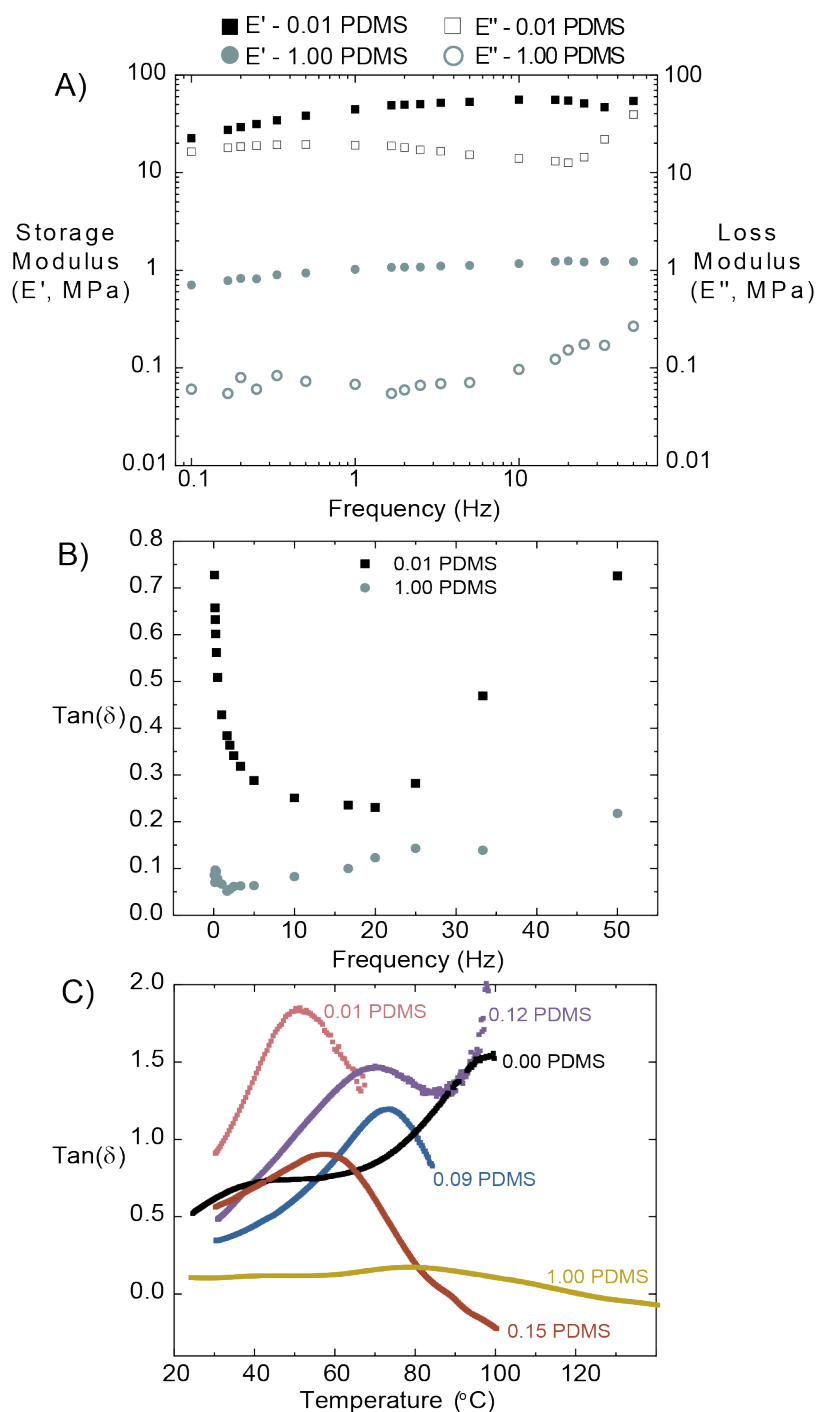 ■ E' - 0.01 PDMS □ E'' - 0.01 PDMS
● E' - 1.00 PDMS ○ E'' - 1.00 PDMS
A)
100 100
10 10
Storage Modulus (E', MPa)
Loss Modulus (E'', MPa)
1 1
0.1 0.1
0.01 0.01
0.1 1 10
Frequency (Hz)
B)
0.8
0.7
0.6
0.5
Tan(δ)
0.4
0.3
0.2
0.1
0.0
■ 0.01 PDMS
● 1.00 PDMS
0 10 20 30 40 50
Frequency (Hz)
C)
2.0
1.5
1.0
Tan(δ)
0.5
0.0
0.01 PDMS
0.12 PDMS
0.00 PDMS
0.09 PDMS
1.00 PDMS
0.15 PDMS
20 40 60 80 100 120
Temperature (°C)